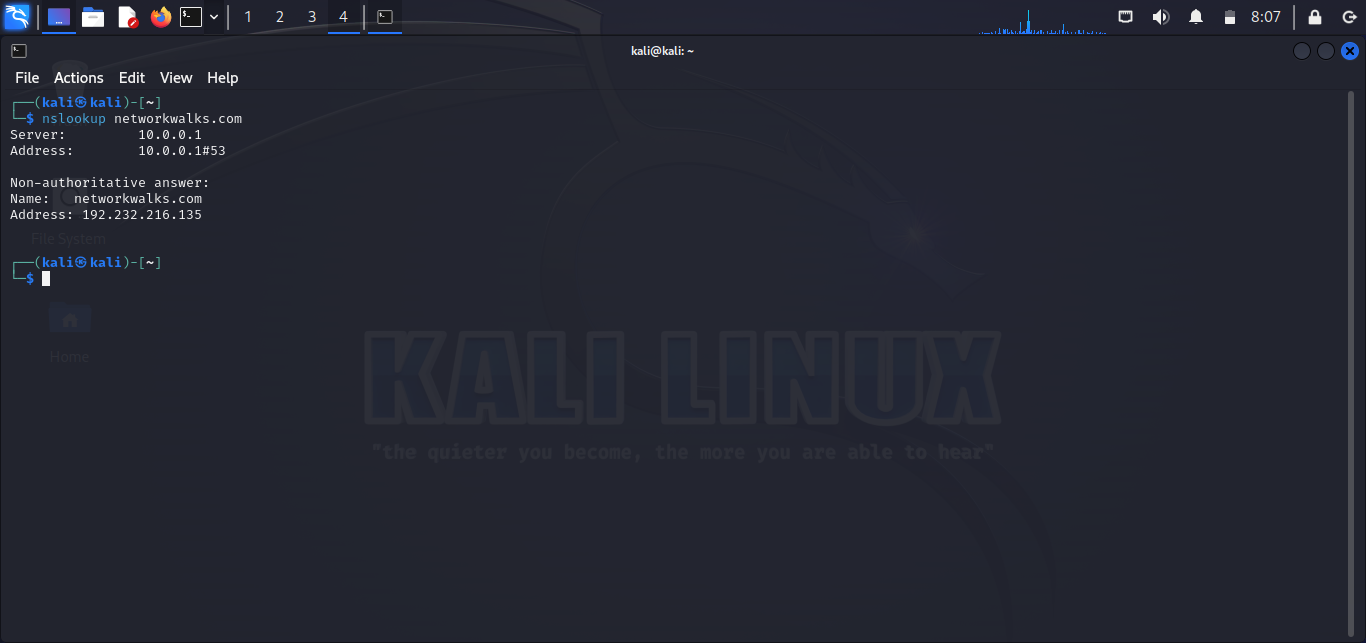 1 2 3 4 8:07
kali@kali: ~
File Actions Edit View Help
┌──(kali㉿kali)-[~]
└─$ nslookup networkwalks.com
Server: 10.0.0.1
Address: 10.0.0.1#53
Non-authoritative answer:
Name: networkwalks.com
Address: 192.232.216.135
File System
┌──(kali㉿kali)-[~]
└─$
Home
KALI LINUX
"the quieter you become, the more you are able to hear"